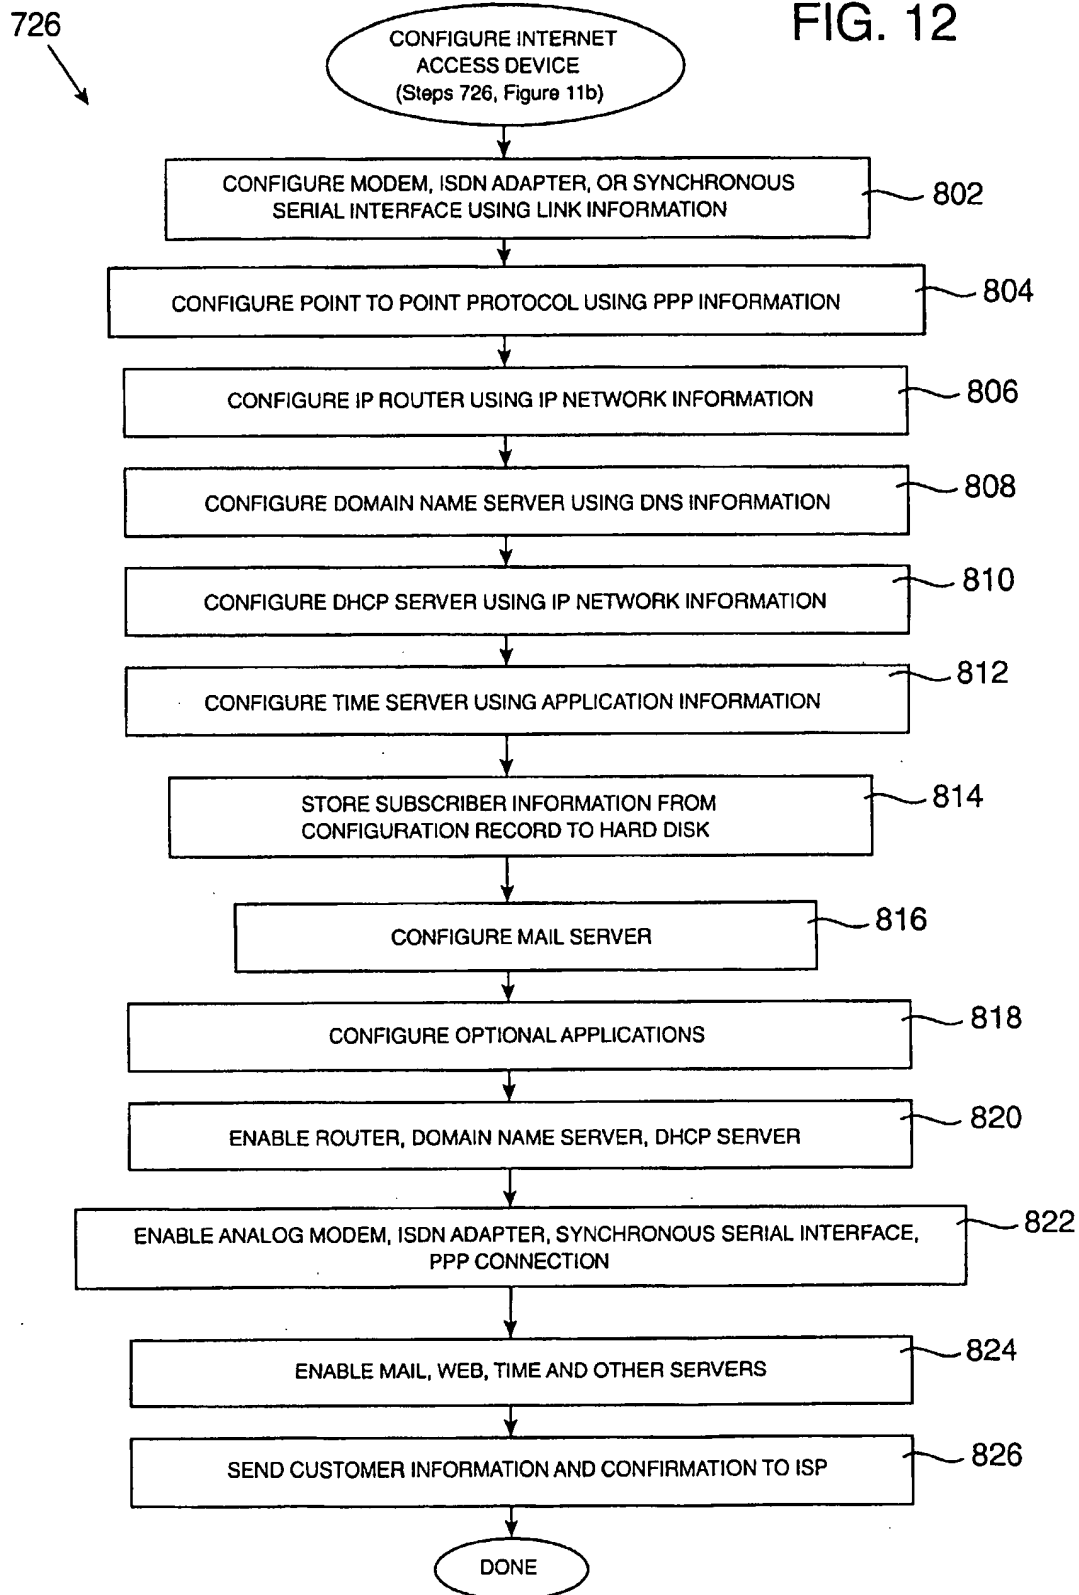 726
FIG. 12
CONFIGURE INTERNET
ACCESS DEVICE
(Steps 726, Figure 11b)
CONFIGURE MODEM, ISDN ADAPTER, OR SYNCHRONOUS
SERIAL INTERFACE USING LINK INFORMATION
802
CONFIGURE POINT TO POINT PROTOCOL USING PPP INFORMATION
804
CONFIGURE IP ROUTER USING IP NETWORK INFORMATION
806
CONFIGURE DOMAIN NAME SERVER USING DNS INFORMATION
808
CONFIGURE DHCP SERVER USING IP NETWORK INFORMATION
810
CONFIGURE TIME SERVER USING APPLICATION INFORMATION
812
STORE SUBSCRIBER INFORMATION FROM
CONFIGURATION RECORD TO HARD DISK
814
CONFIGURE MAIL SERVER
816
CONFIGURE OPTIONAL APPLICATIONS
818
ENABLE ROUTER, DOMAIN NAME SERVER, DHCP SERVER
820
ENABLE ANALOG MODEM, ISDN ADAPTER, SYNCHRONOUS SERIAL INTERFACE,
PPP CONNECTION
822
ENABLE MAIL, WEB, TIME AND OTHER SERVERS
824
SEND CUSTOMER INFORMATION AND CONFIRMATION TO ISP
826
DONE